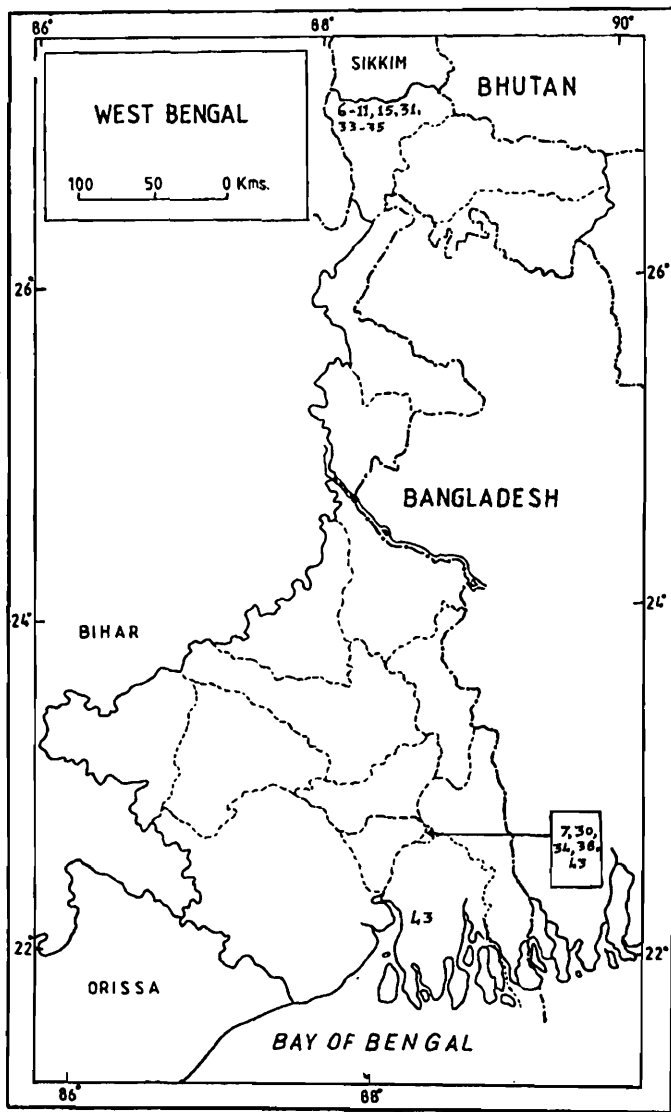 86°
88°
90°
SIKKIM
BHUTAN
6-11,15,31,
33-35
WEST BENGAL
100 50 0 Kms.
26°
26°
BANGLADESH
24°
24°
BIHAR
7,30,
34,38,
43
43
22°
22°
ORISSA
BAY OF BENGAL
86°
88°